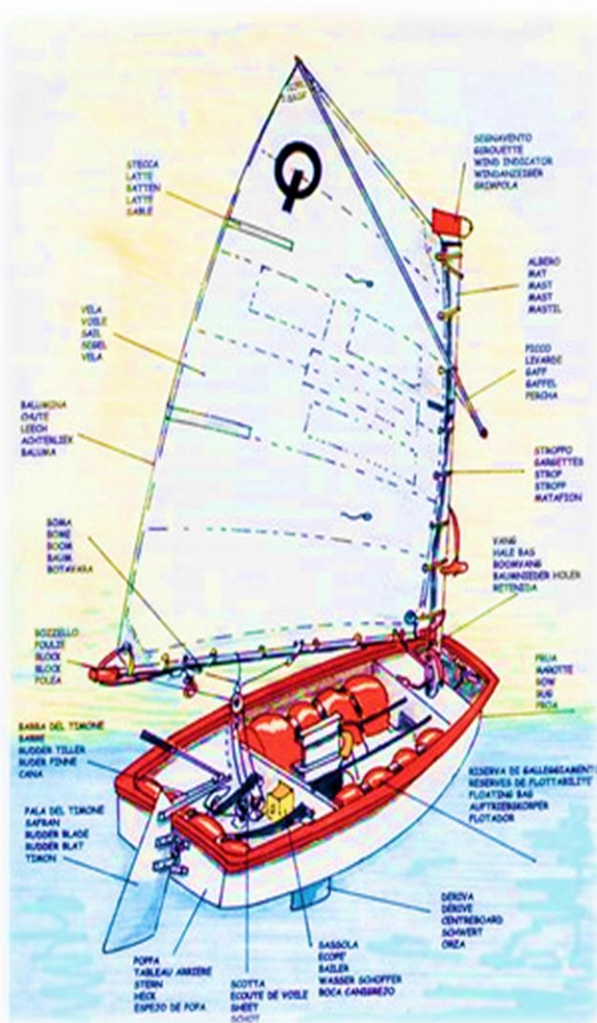 SEGNAVENTO
GIROUETTE
WIND INDICATOR
WINDANZEIGER
GRIMPOLA
STECCA
LATTE
BATTEN
LATTE
SABLE
ALBERO
MAT
MAST
MAST
MASTIL
VELA
VOILE
SAIL
SEGEL
VELA
PICCO
LIVARDE
GAFF
GAFFEL
PERCHA
BALUMINA
CHUTE
LEECH
ACHTERLIEK
BALUMA
STROPPO
GARGETTES
STROP
STROPP
MATAFION
BOMA
BOME
BOOM
BAUM
BOTAVARA
VANG
HALE BAS
BOOMVANG
BAUMNIEDER HOLER
RETENIDA
BOZZELLO
POULIE
BLOCK
BLOCK
POLEA
PRUA
MAROTTE
BOW
BUG
PROA
BARRA DEL TIMONE
BARRE
RUDDER TILLER
RUDER PINNE
CANA
RISERVA DI GALLEGGIAMENT
RESERVES DE FLOTTABILITE
FLOATING BAG
AUFTRIEBSKORPER
FLOTADOR
PALA DEL TIMONE
SAFRAN
RUDDER BLADE
RUDDER BLAT
TIMON
DERIVA
DERIVE
CENTREBOARD
SCHWERT
ORZA
SASSOLA
ECOPE
BAILER
WASSER SCHOFFER
BOCA CANGREJO
POPPA
TABLEAU ARRIERE
STERN
HECK
ESPEJO DE POPA
SCOTTA
ECOUTE DE VOILE
SHEET
SCHOT